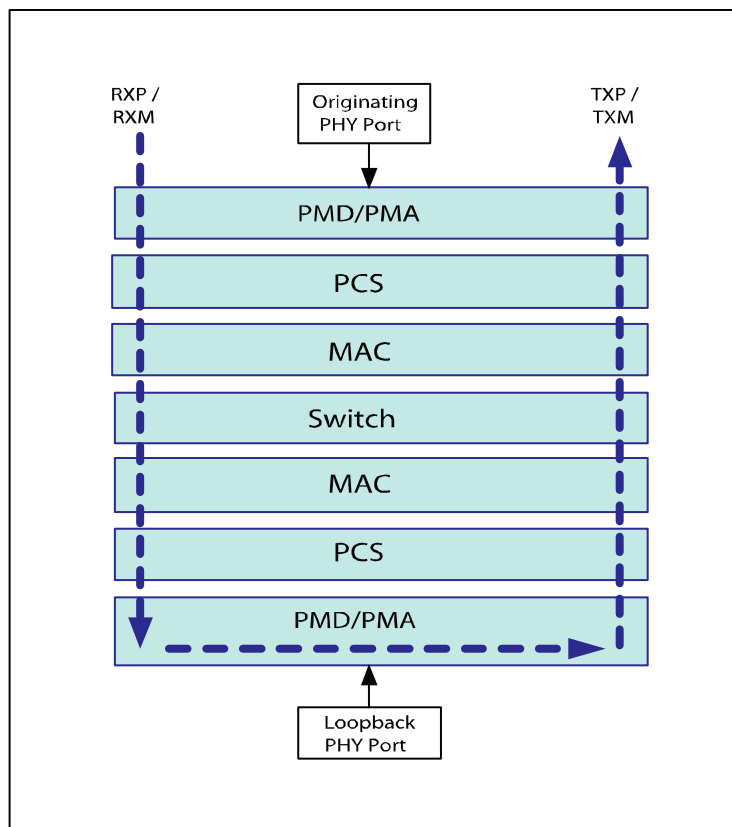 RXP /
RXM
Originating
PHY Port
TXP /
TXM
PMD/PMA
PCS
MAC
Switch
MAC
PCS
PMD/PMA
Loopback
PHY Port